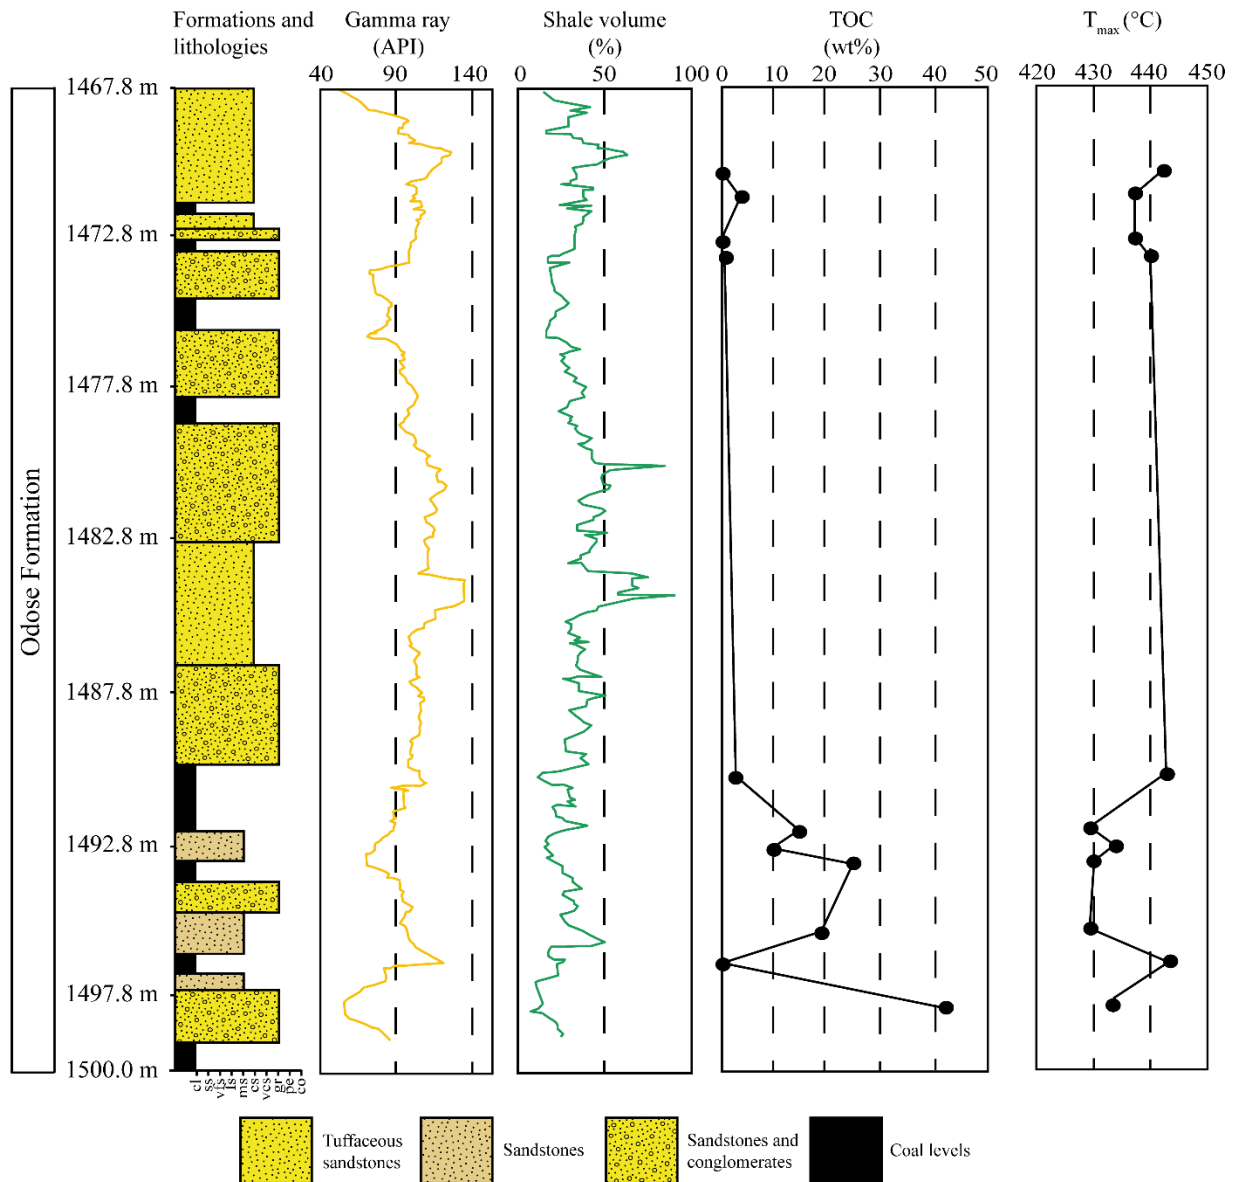 Formations and
lithologies
Gamma ray
(API)
Shale volume
(%)
TOC
(wt%)
Tmax (°C)
40 90 140
0 50 100
0 10 20 30 40 50
420 430 440 450
Odose Formation
1467.8 m
1472.8 m
1477.8 m
1482.8 m
1487.8 m
1492.8 m
1497.8 m
1500.0 m
cl
ss
vfs
fs
ms
cs
vcs
gr
pe
co
Tuffaceous
sandstones
Sandstones
Sandstones and
conglomerates
Coal levels